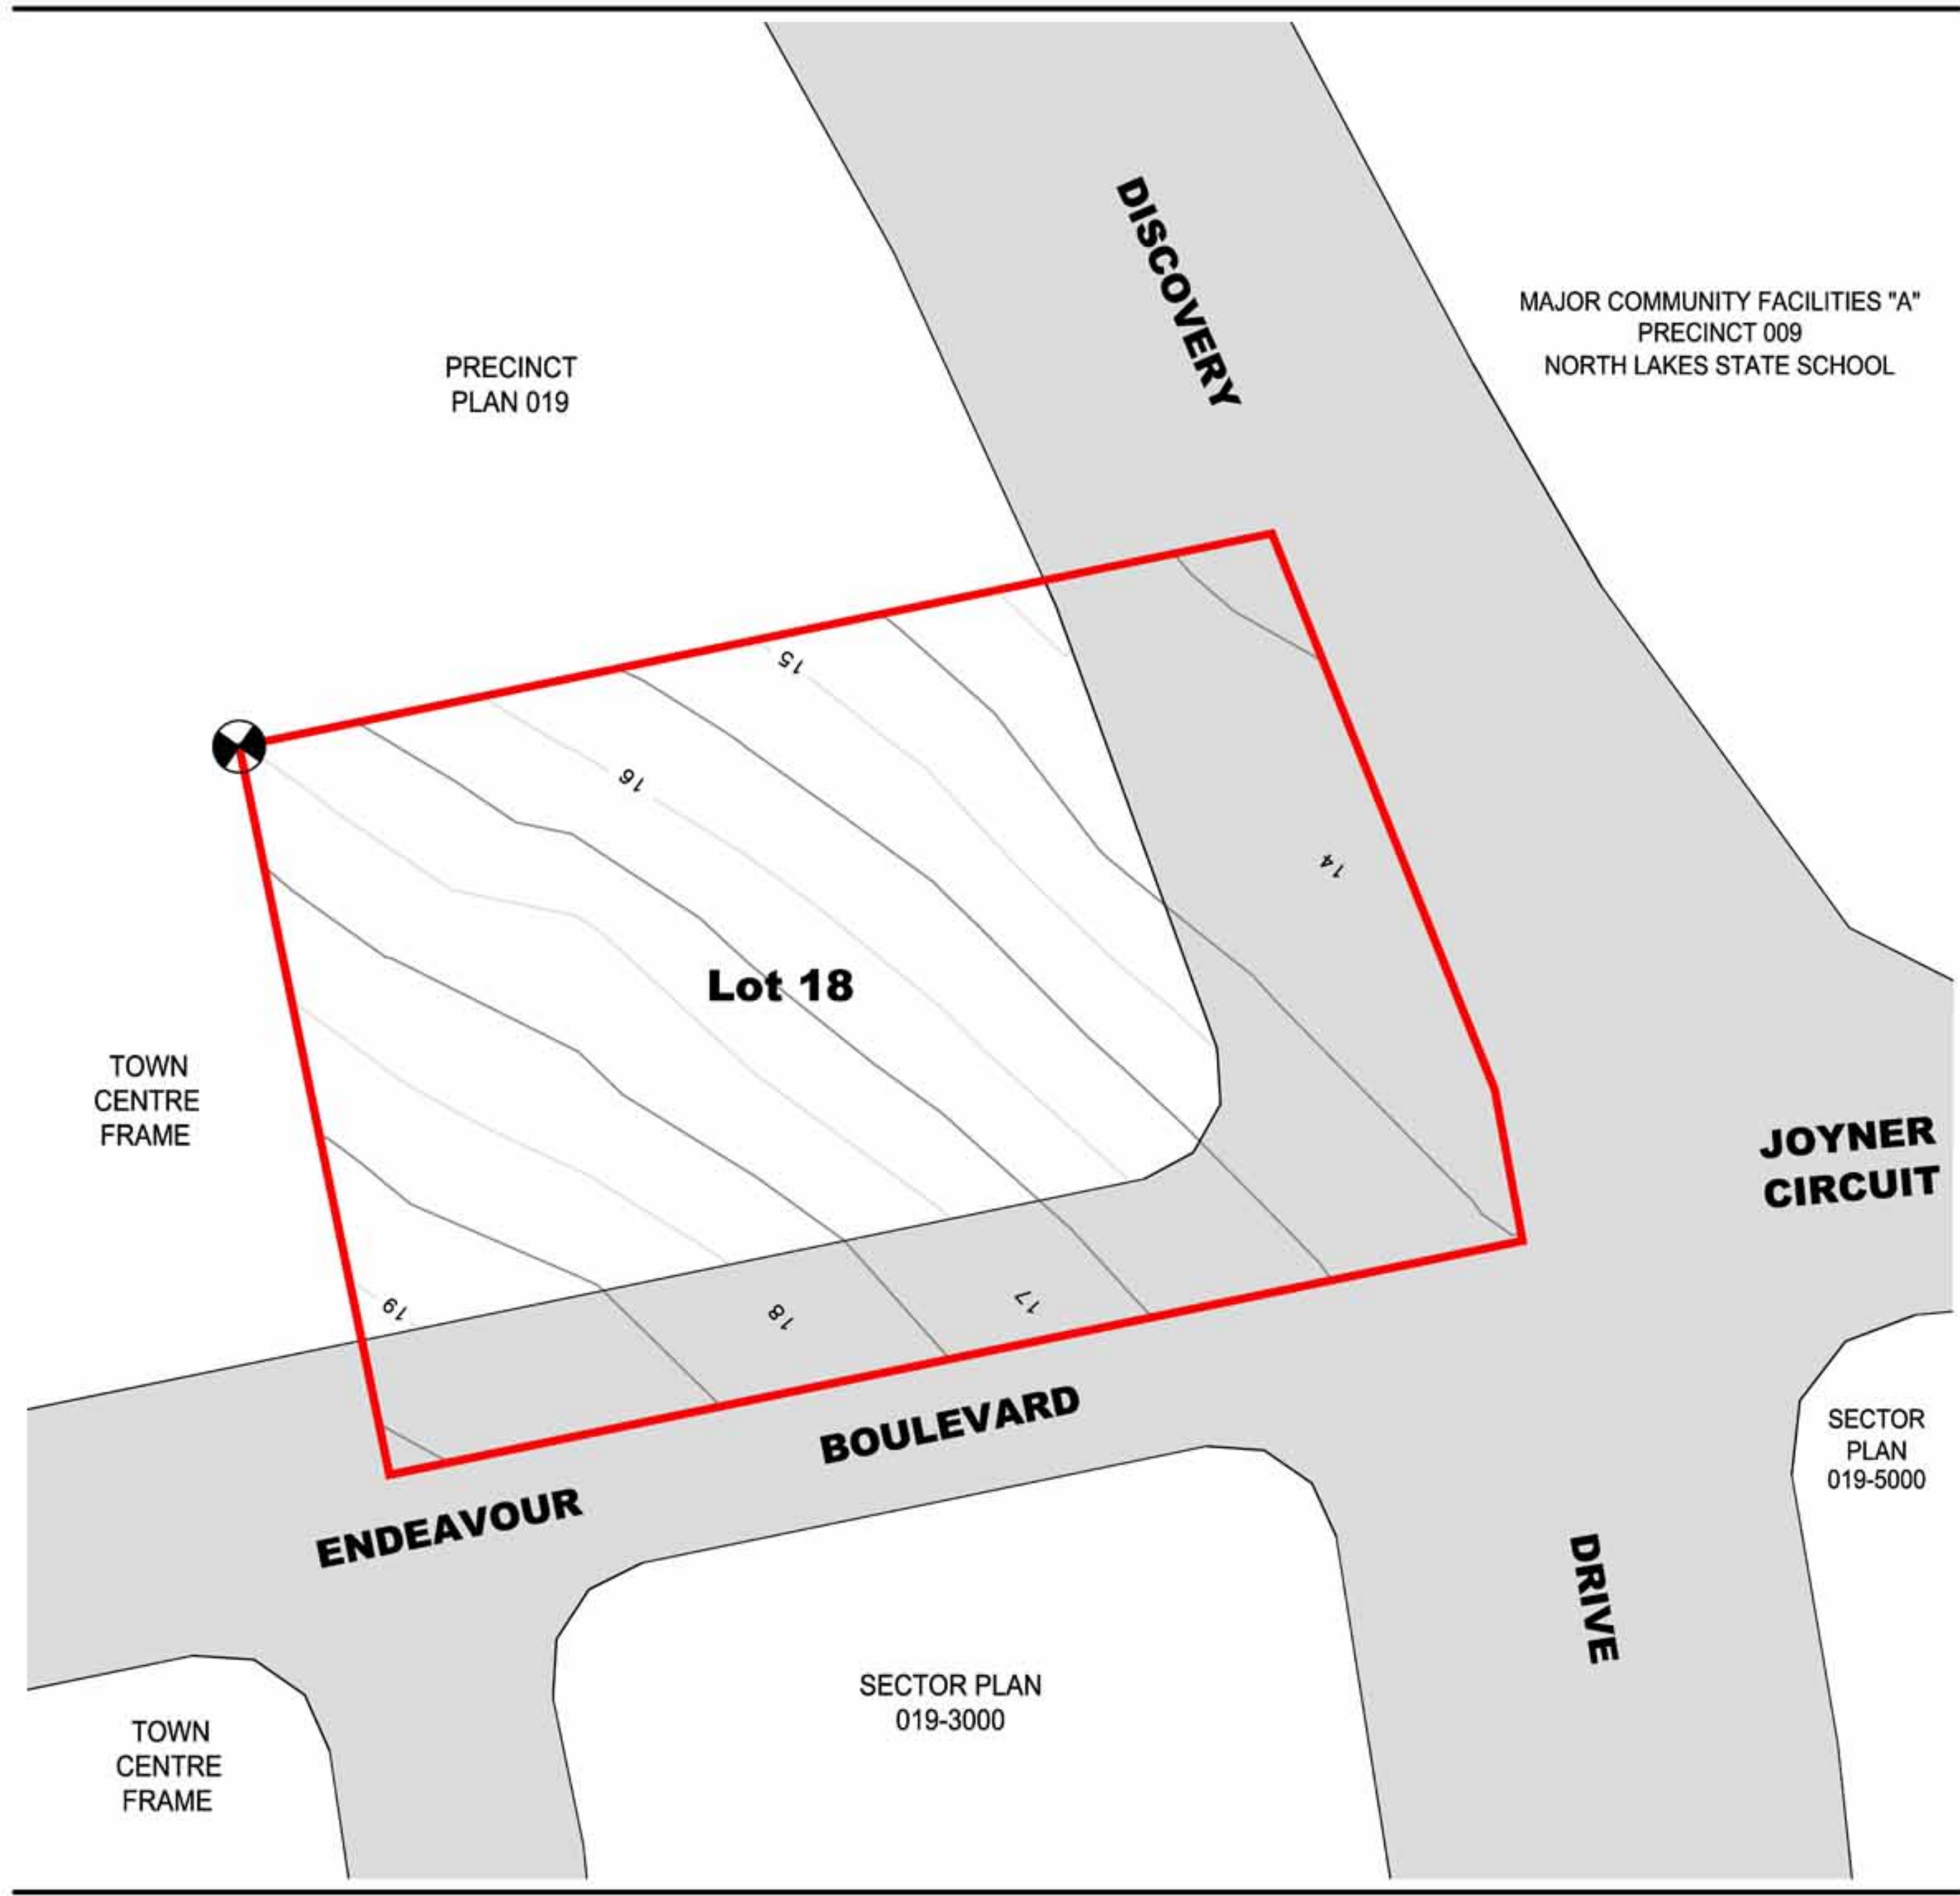 DISCOVERY
MAJOR COMMUNITY FACILITIES "A"
PRECINCT 009
NORTH LAKES STATE SCHOOL
PRECINCT
PLAN 019
15
16
14
Lot 18
TOWN
CENTRE
FRAME
JOYNER
CIRCUIT
19
18
17
BOULEVARD
ENDEAVOUR
SECTOR
PLAN
019-5000
DRIVE
SECTOR PLAN
019-3000
TOWN
CENTRE
FRAME